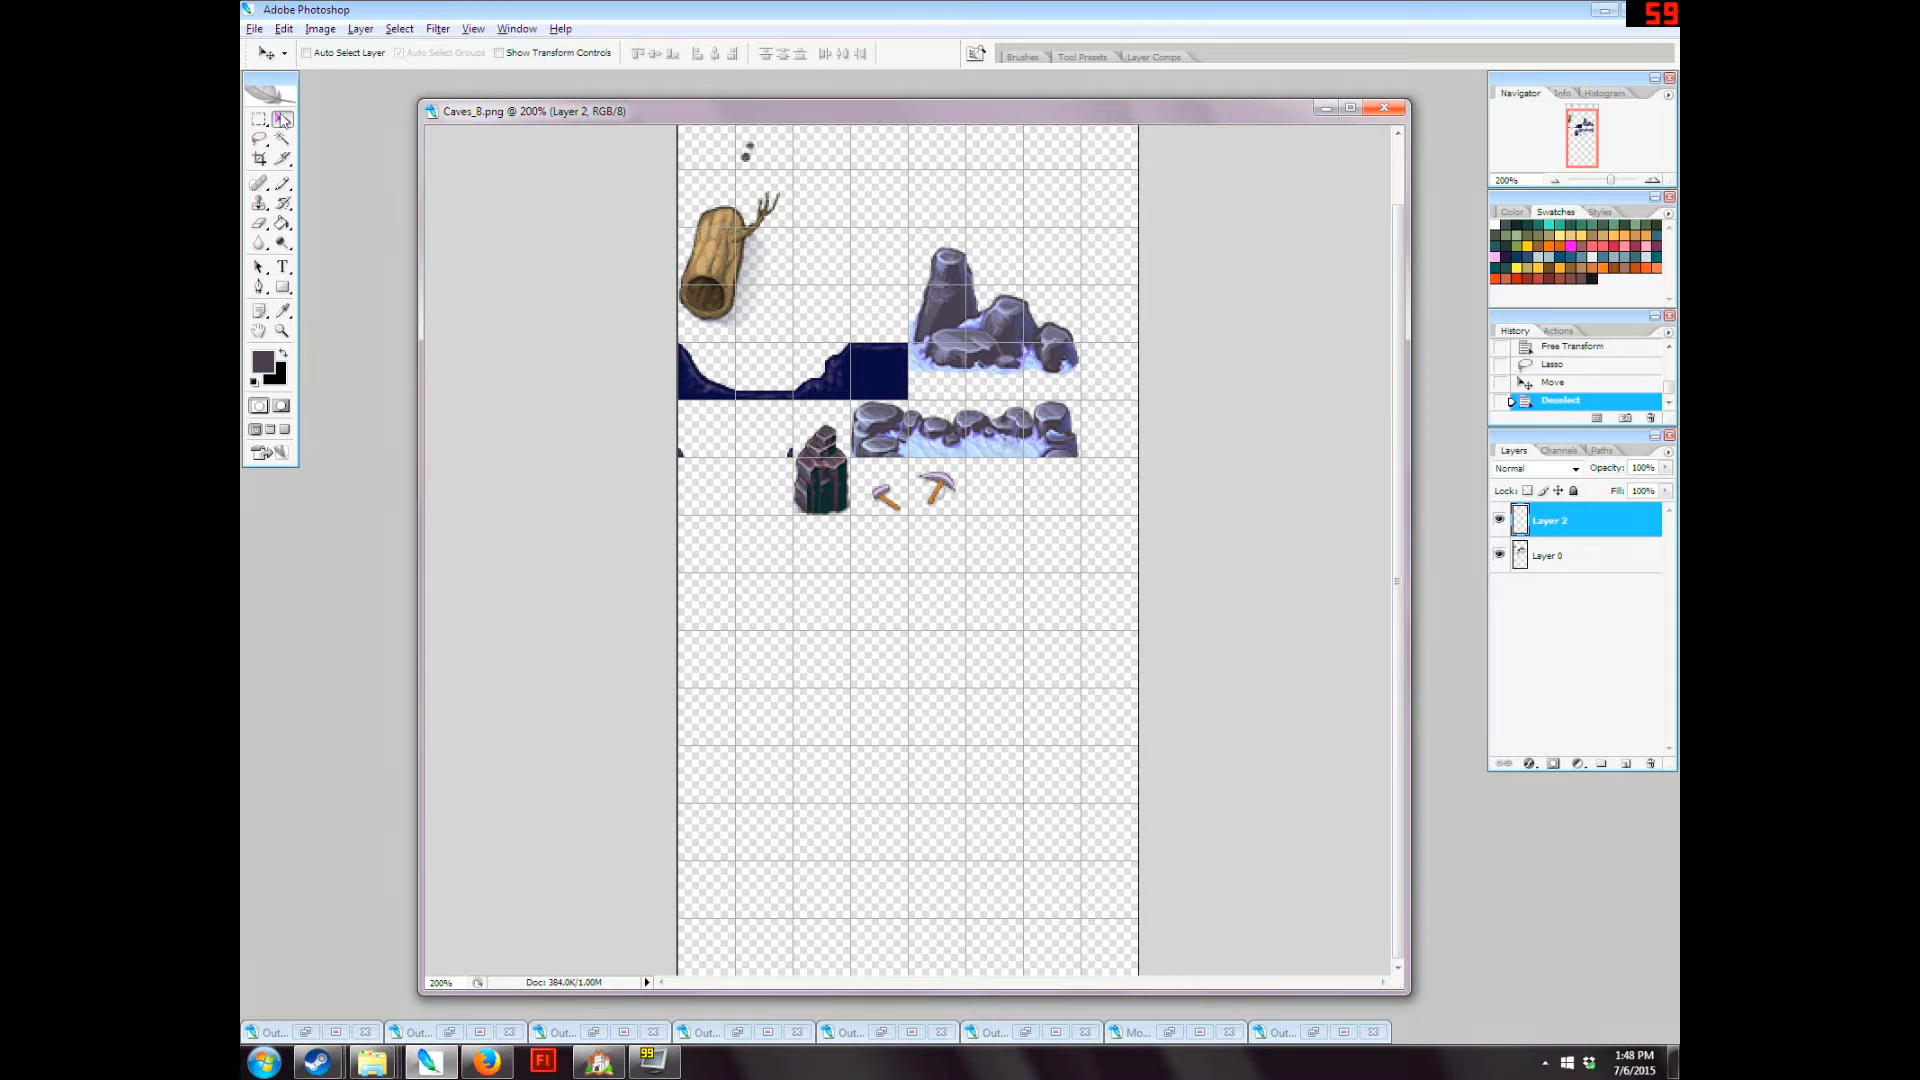 Adobe Photoshop
59
File Edit Image Layer Select Filter View Window Help
Auto Select Layer Auto Select Groups Show Transform Controls
Brushes Tool Presets Layer Comps
Caves_B.png @ 200% (Layer 2, RGB/8)
Navigator Info Histogram
200%
Color Swatches Styles
History Actions
Free Transform
Lasso
Move
Deselect
Layers Channels Paths
Normal Opacity: 100%
Lock: Fill: 100%
Layer 2
Layer 0
200% Doc: 384.0K/1.00M
Out... Out... Out... Out... Out... Out... Mo... Out...
Fl 99
1:48 PM
7/6/2015